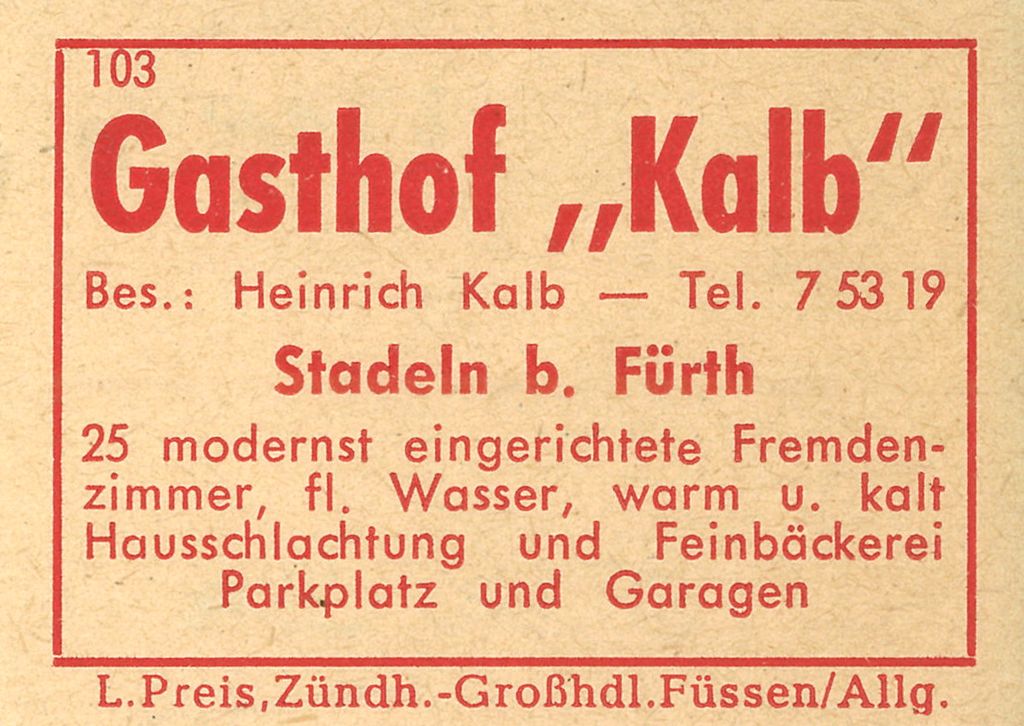 103
Gasthof „Kalb“
Bes.: Heinrich Kalb — Tel. 7 53 19
Stadeln b. Fürth
25 modernst eingerichtete Fremden-
zimmer, fl. Wasser, warm u. kalt
Hausschlachtung und Feinbäckerei
Parkplatz und Garagen
L.Preis,Zündh.-Großhdl.Füssen/Allg.